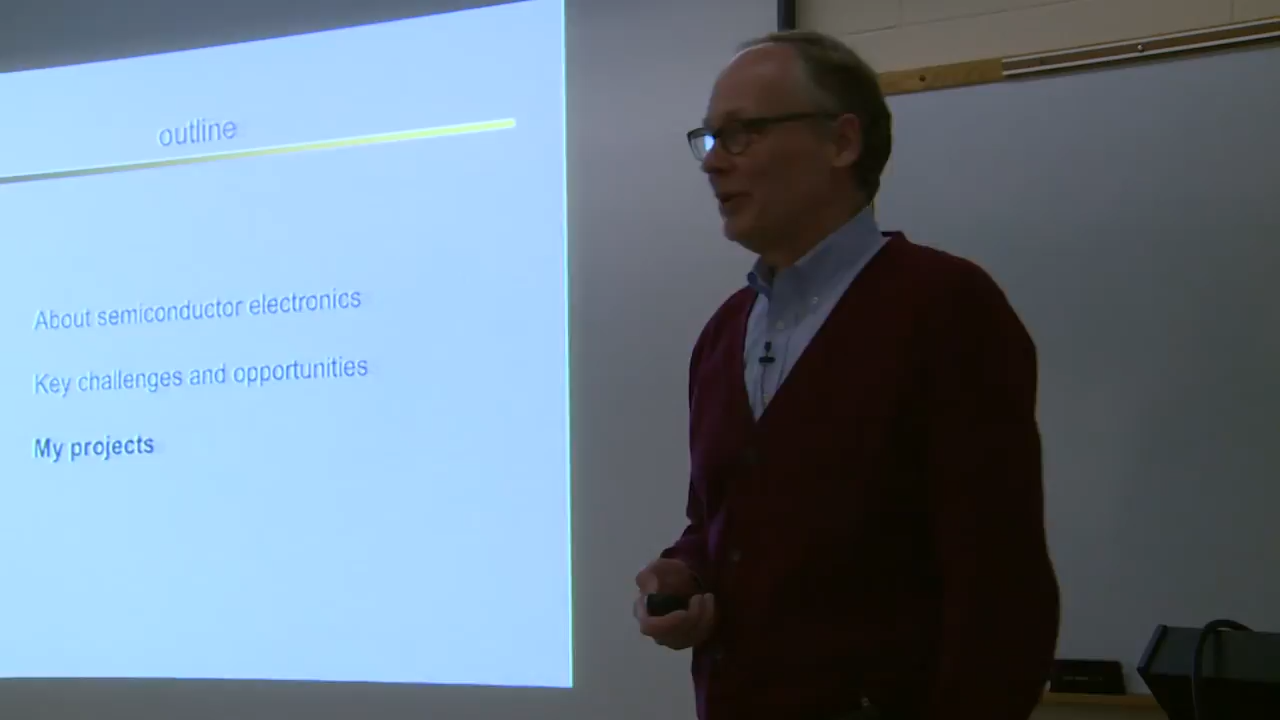 outline
About semiconductor electronics
Key challenges and opportunities
My projects